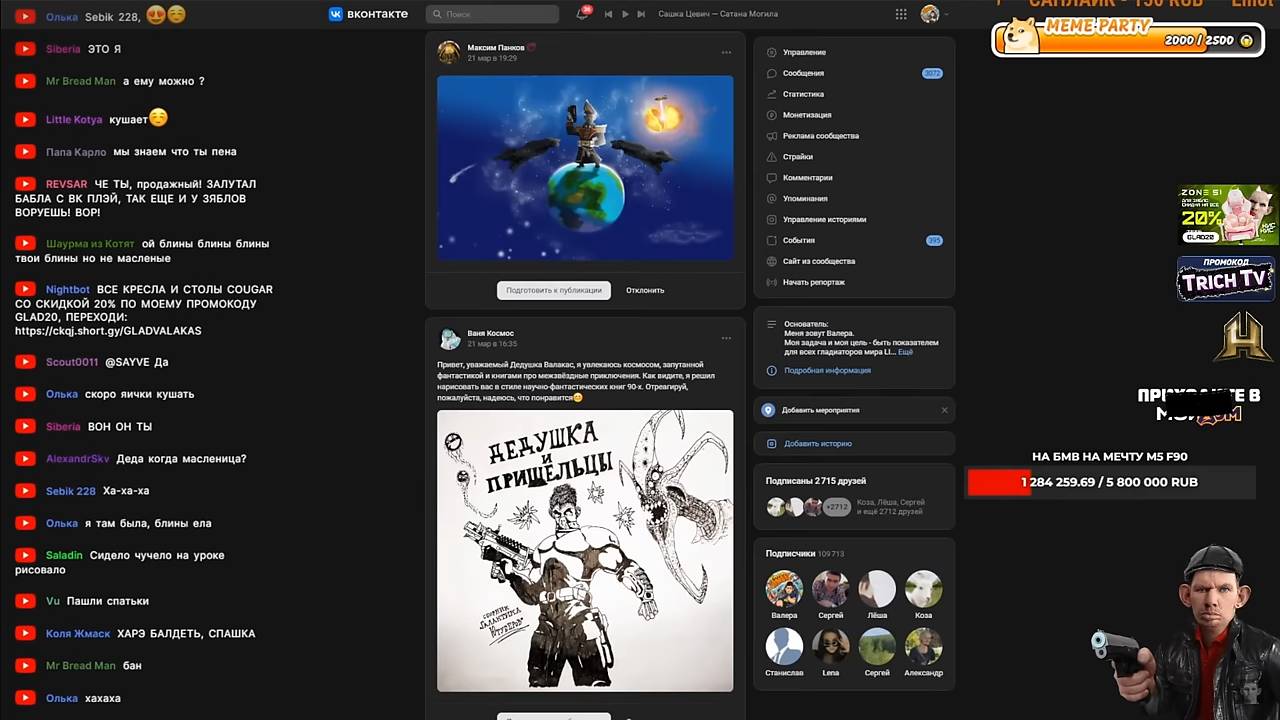 Олька Sebik 228,
Siberia ЭТО Я
Mr Bread Man а ему можно ?
Little Kotya кушает
Папа Карло мы знаем что ты пена
REVSAR ЧЕ ТЫ, продажный! ЗАЛУТАЛ
БАБЛА С ВК ПЛЭЙ, ТАК ЕЩЕ И У ЗЯБЛОВ
ВОРУЕШЬ! ВОР!
Шаурма из Котят ой блины блины блины
твои блины но не масленые
Nightbot ВСЕ КРЕСЛА И СТОЛЫ COUGAR
СО СКИДКОЙ 20% ПО МОЕМУ ПРОМОКОДУ
GLAD20, ПЕРЕХОДИ:
https://ckqj.short.gy/GLADVALAKAS
Scout0011 @SAYVE Да
Олька скоро яички кушать
Siberia ВОН ОН ТЫ
AlexandrSkv Деда когда масленица?
Sebik 228 Ха-ха-ха
Олька я там была, блины ела
Saladin Сидело чучело на уроке
рисовало
Vu Пашли спатьки
Коля Жмаск ХАРЭ БАЛДЕТЬ, СПАШКА
Mr Bread Man бан
Олька хахаха
вконтакте
Поиск
Сашка Цевич — Сатана Могила
Максим Панков
21 мар в 19:29
Подготовить к публикации
Отклонить
Ваня Космос
21 мар в 16:35
Привет, уважаемый Дедушка Валакас, я увлекаюсь космосом, запутанной
фантастикой и книгами про межзвёздные приключения. Как видите, я решил
нарисовать вас в стиле научно-фантастических книг 90-х. Отреагируй,
пожалуйста, надеюсь, что понравится
ДЕДУШКА
и
ПРИШЕЛЬЦЫ
СБОРНИК
ГАЛАКТИКА
Управление
Сообщения 3072
Статистика
Монетизация
Реклама сообщества
Страйки
Комментарии
Упоминания
Управление историями
События 395
Сайт из сообщества
Начать репортаж
Основатель:
Меня зовут Валера.
Моя задача и моя цель - быть показателем
для всех гладиаторов мира LI... Ещё
Подробная информация
Добавить мероприятия
Добавить историю
Подписаны 2 715 друзей
+2712
Коза, Лёша, Сергей
и ещё 2712 друзей
Подписчики 109 713
Валера
Сергей
Лёша
Коза
Станислав
Lena
Сергей
Александр
MEME PARTY
2000 / 2500
ZONE 51
20%
GLAD20
ПРОМОКОД
TRICH TV
НА БМВ НА МЕЧТУ M5 F90
1 284 259.69 / 5 800 000 RUB